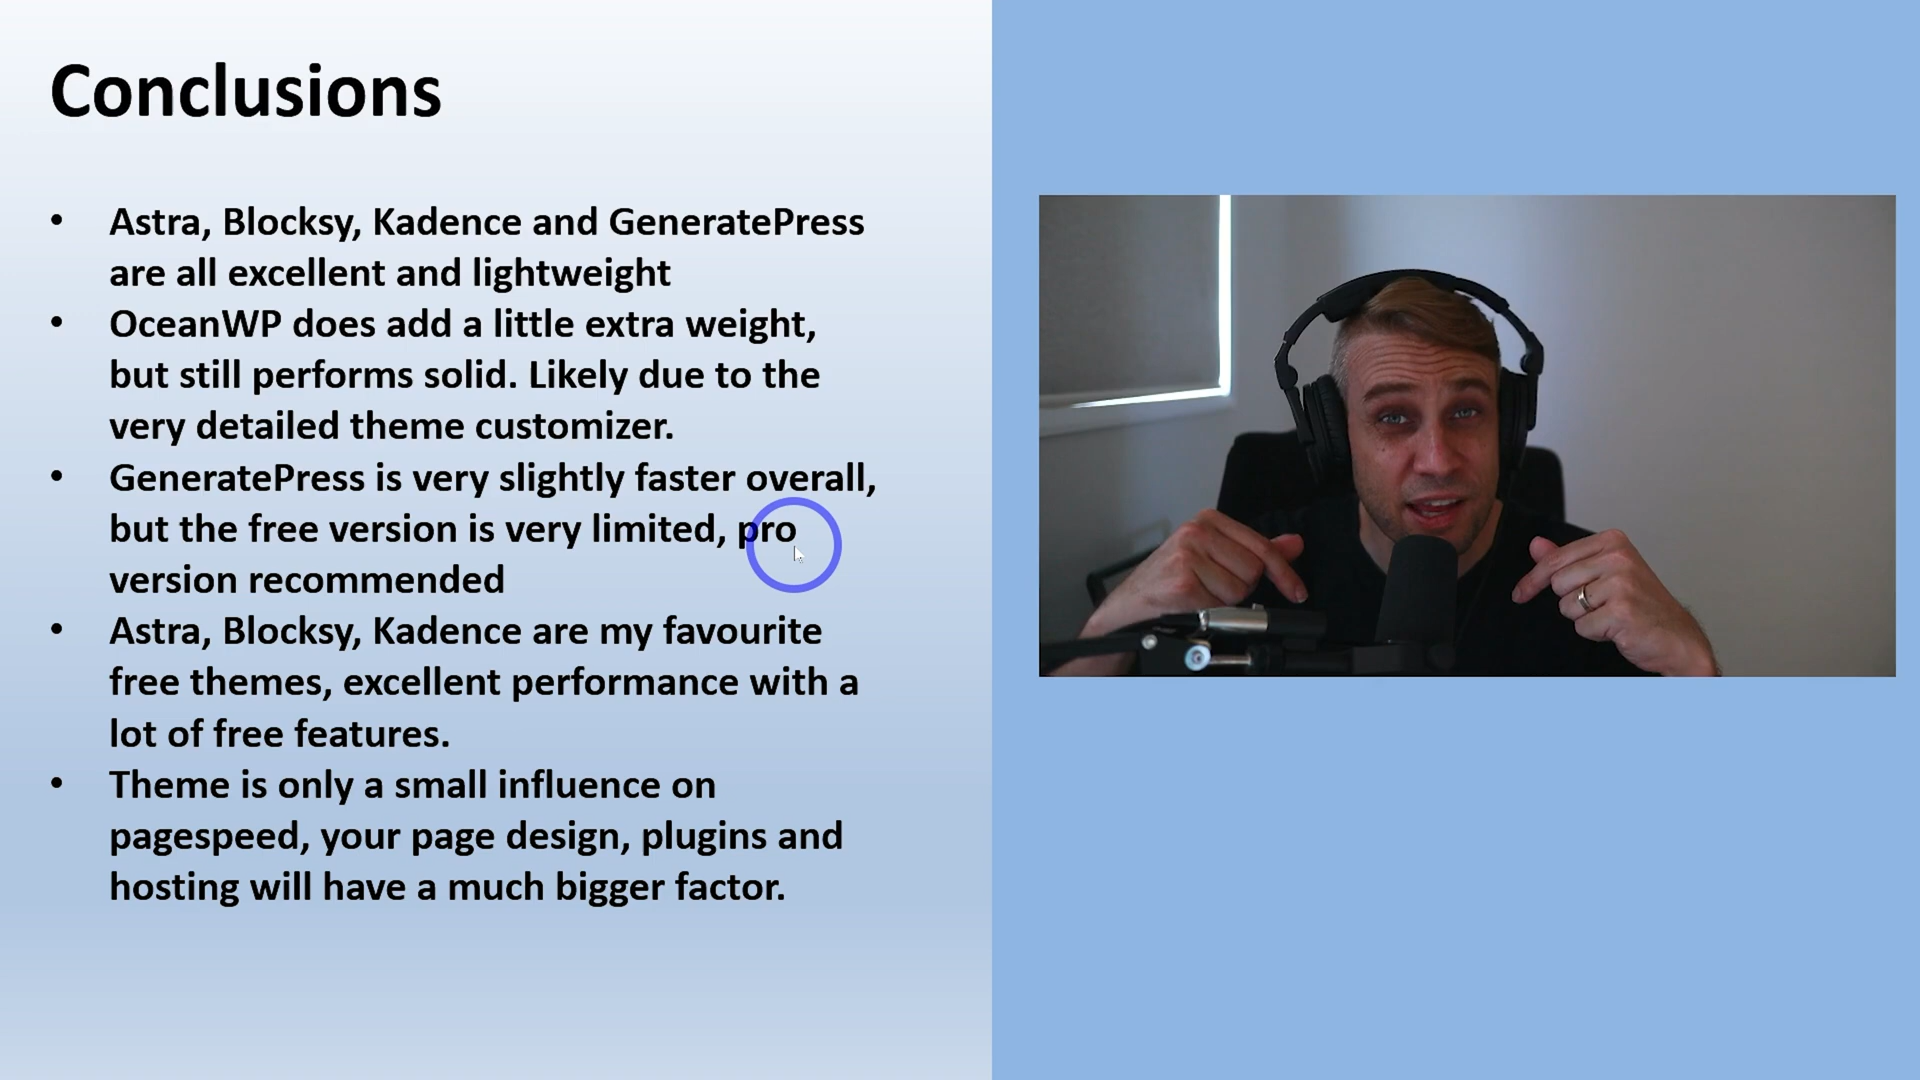 Conclusions
• Astra, Blocksy, Kadence and GeneratePress
are all excellent and lightweight
• OceanWP does add a little extra weight,
but still performs solid. Likely due to the
very detailed theme customizer.
• GeneratePress is very slightly faster overall,
but the free version is very limited, pro
version recommended
• Astra, Blocksy, Kadence are my favourite
free themes, excellent performance with a
lot of free features.
• Theme is only a small influence on
pagespeed, your page design, plugins and
hosting will have a much bigger factor.